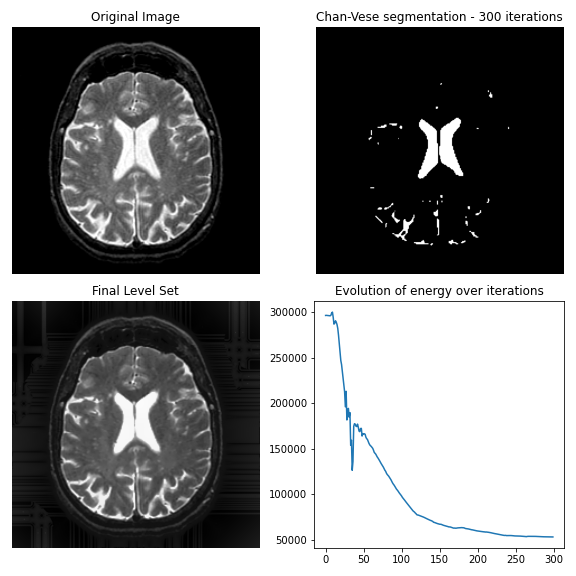 Original Image
Chan-Vese segmentation - 300 iterations
Final Level Set
Evolution of energy over iterations
300000
250000
200000
150000
100000
50000
0 50 100 150 200 250 300